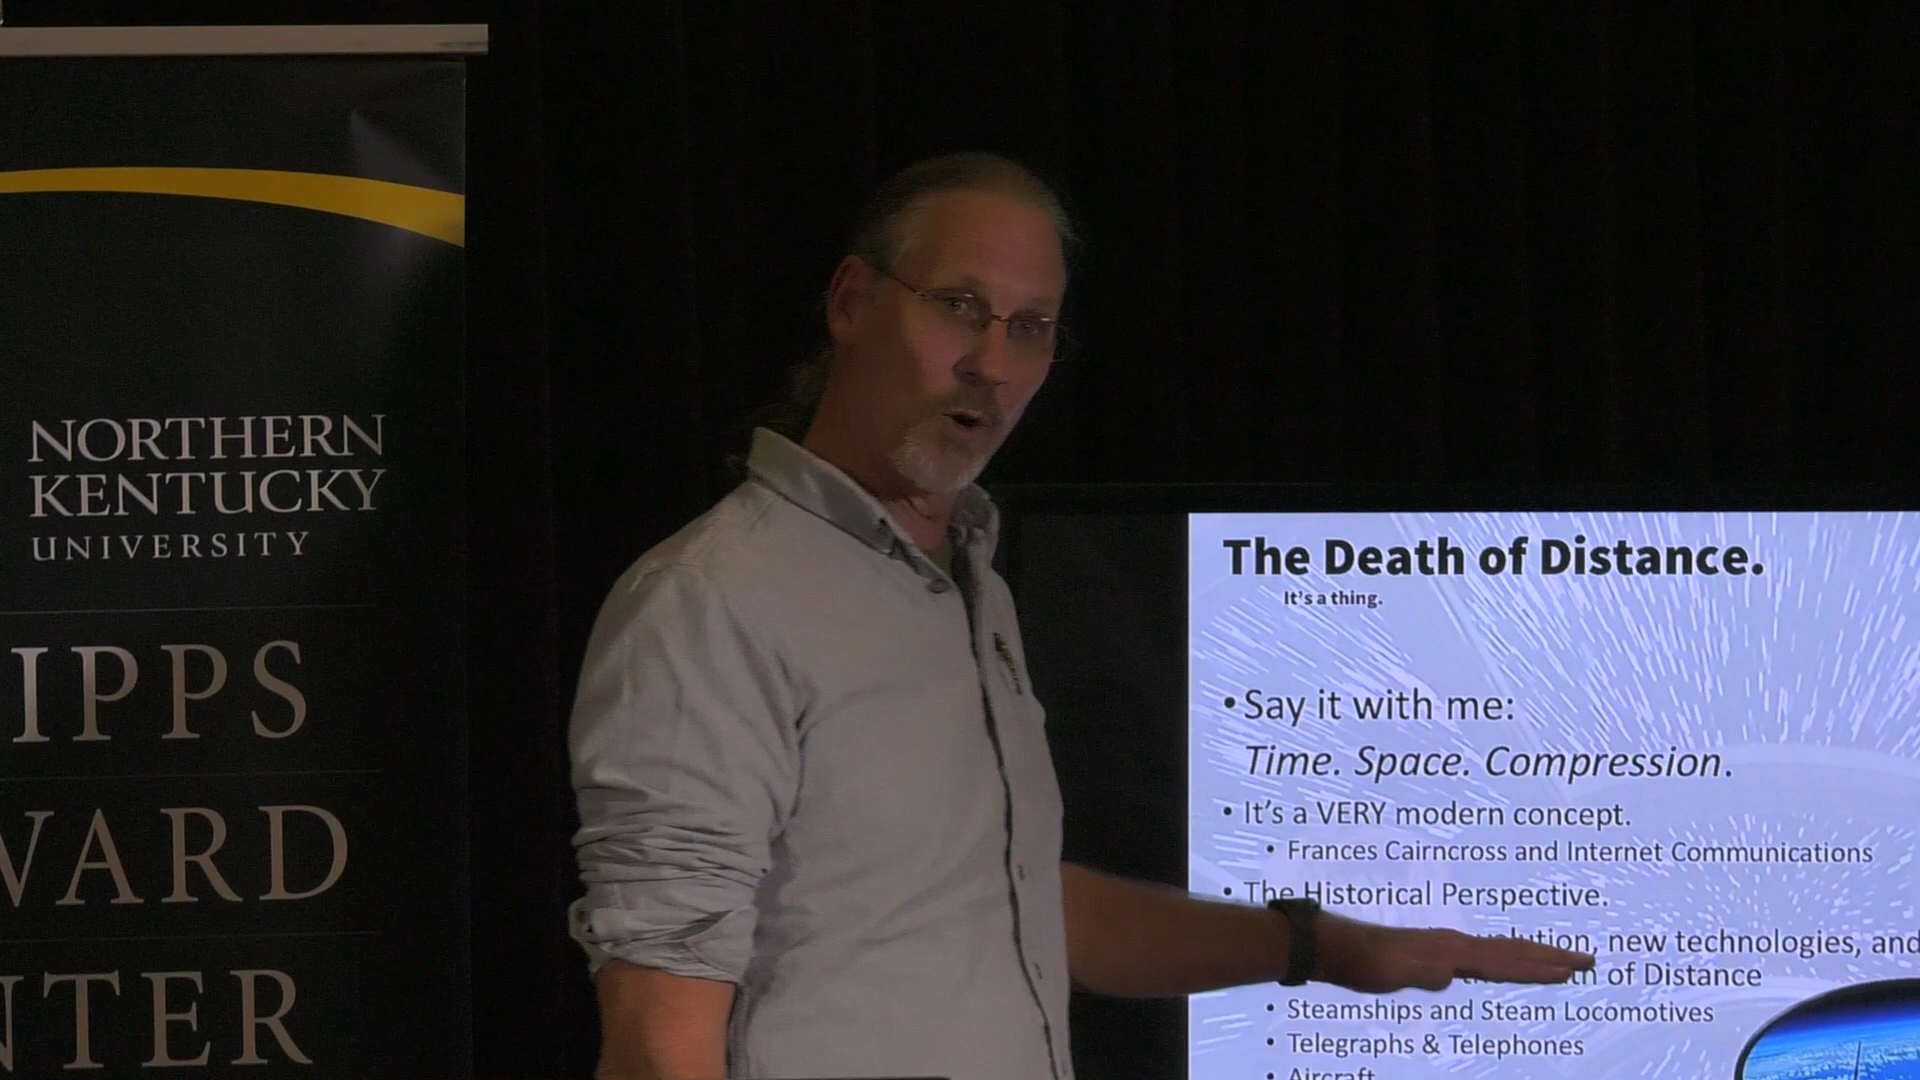 NORTHERN
KENTUCKY
UNIVERSITY
IPPS
WARD
NTER
The Death of Distance.
It's a thing.
• Say it with me:
Time. Space. Compression.
• It's a VERY modern concept.
• Frances Cairncross and Internet Communications
• The Historical Perspective.
new technologies, and
of Distance
• Steamships and Steam Locomotives
• Telegraphs & Telephones
• Aircraft